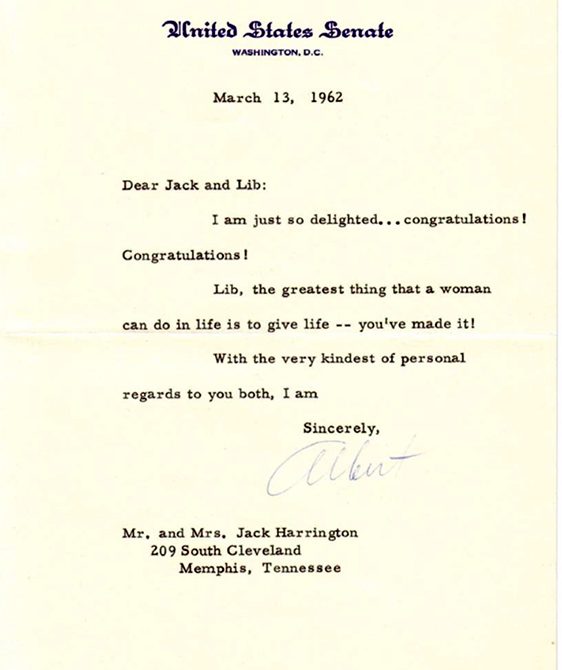 United States Senate
WASHINGTON, D.C.
March 13, 1962
Dear Jack and Lib:
I am just so delighted...congratulations!
Congratulations!
Lib, the greatest thing that a woman
can do in life is to give life -- you've made it!
With the very kindest of personal
regards to you both, I am
Sincerely,
Albert
Mr. and Mrs. Jack Harrington
209 South Cleveland
Memphis, Tennessee